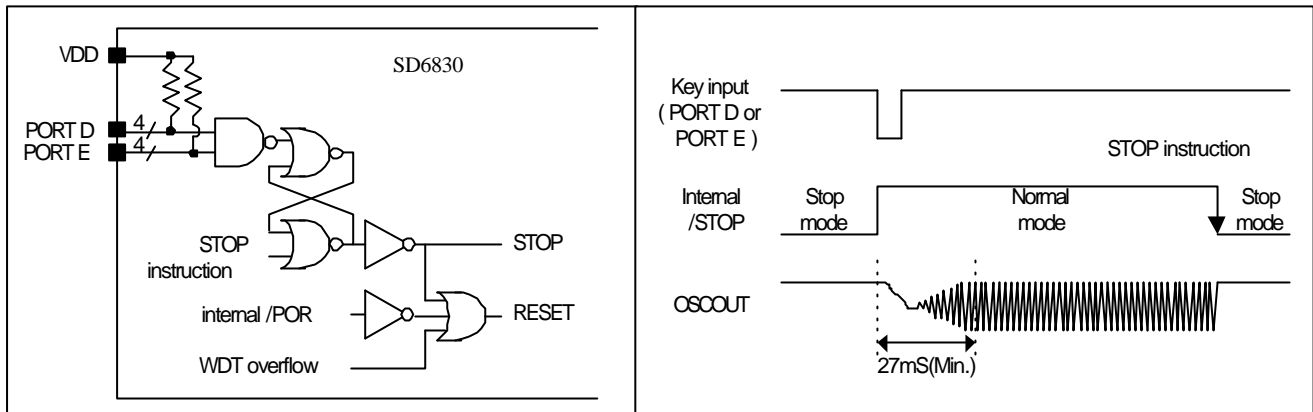 VDD
SD6830
PORT D
4
PORT E
4
STOP
instruction
STOP
internal /POR
RESET
WDT overflow
Key input
( PORT D or
PORT E )
STOP instruction
Internal
/STOP
Stop
mode
Normal
mode
Stop
mode
OSCOUT
27mS(Min.)